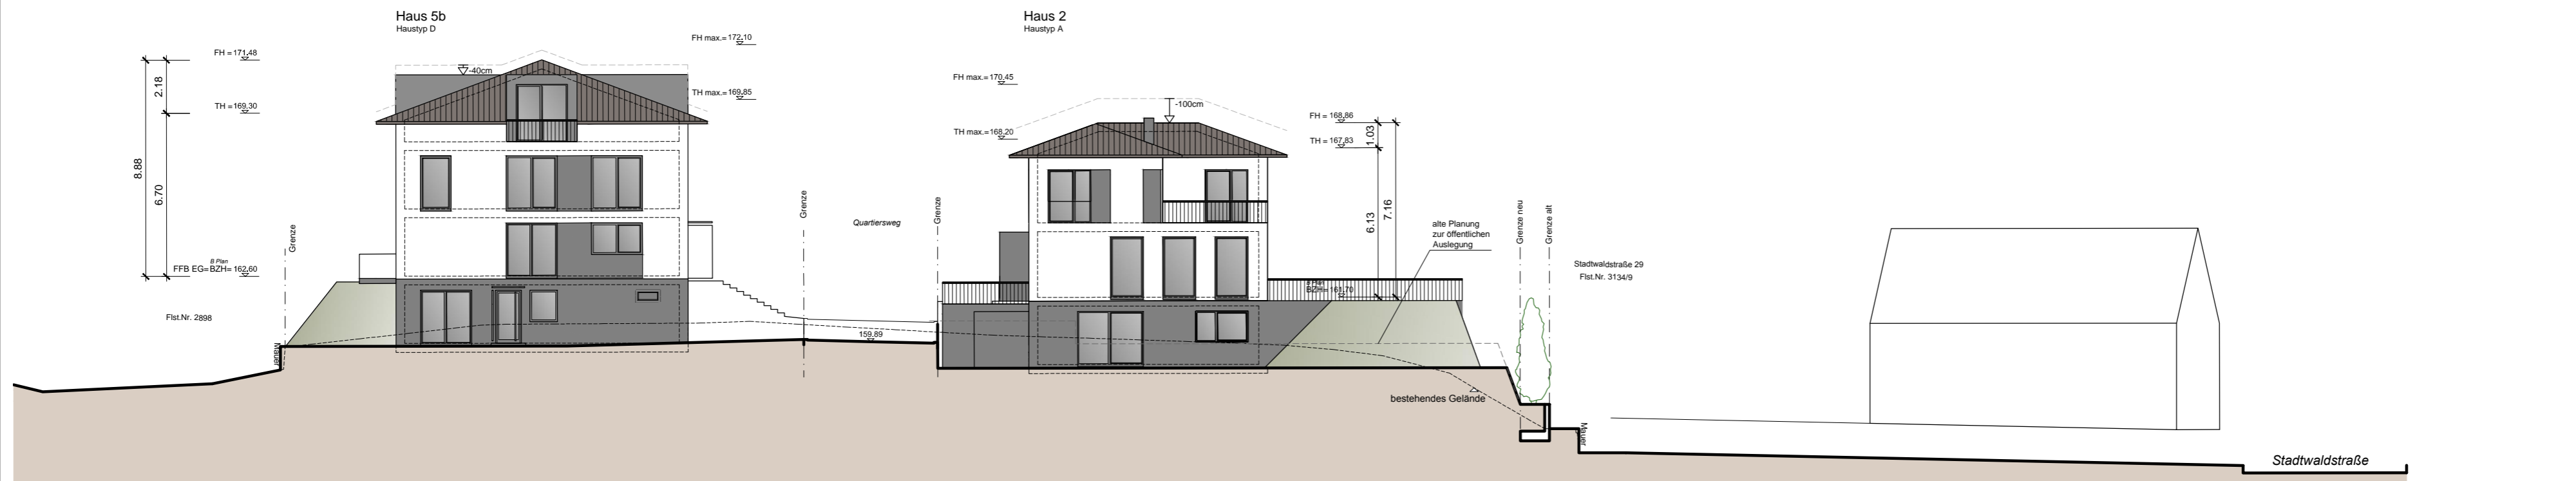 Haus 5b
Haustyp D
FH = 171.48
TH = 169.30
2.18
8.88
6.70
B Plan
FFB EG=BZH= 162.60
Flst.Nr. 2898
Grenze
Mauer
-40cm
FH max.= 172.10
TH max.= 169.85
Grenze
Quartiersweg
Grenze
159.89
Haus 2
Haustyp A
FH max.= 170.45
TH max.= 168.20
-100cm
FH = 168.86
TH = 167.83
1.03
6.13
7.16
B Plan
BZH= 161.70
alte Planung
zur öffentlichen
Auslegung
bestehendes Gelände
Grenze neu
Grenze alt
Mauer
Stadtwaldstraße 29
Flst.Nr. 3134/9
Stadtwaldstraße